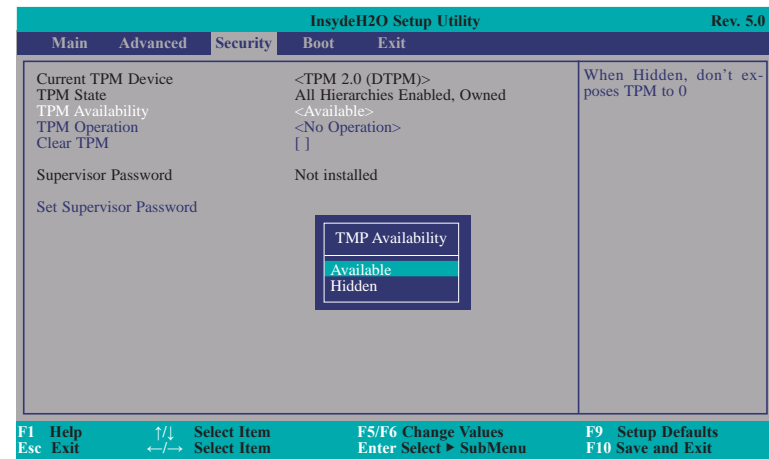 InsydeH2O Setup Utility Rev. 5.0
Main Advanced Security Boot Exit
Current TPM Device <TPM 2.0 (DTPM)>
TPM State All Hierarchies Enabled, Owned
TPM Availability <Available>
TPM Operation <No Operation>
Clear TPM [ ]
Supervisor Password Not installed
Set Supervisor Password
When Hidden, don't ex-
poses TPM to 0
TMP Availability
Available
Hidden
F1 Help ↑/↓ Select Item F5/F6 Change Values F9 Setup Defaults
Esc Exit ←/→ Select Item Enter Select ▶ SubMenu F10 Save and Exit